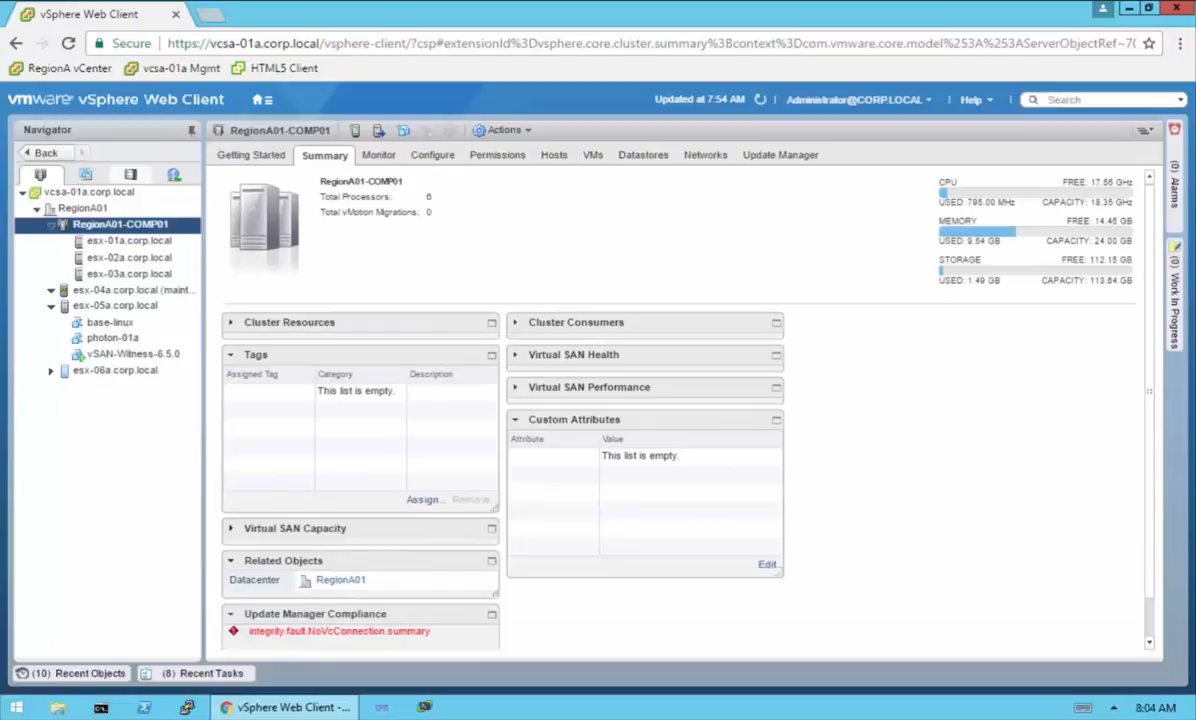 vSphere Web Client
Secure
https://vcsa-01a.corp.local/vsphere-client/?csp#extensionId%3Dvsphere.core.cluster.summary%3Bcontext%3Dcom.vmware.core.model%253A%253AServerObjectRef~7(
RegionA vCenter
vcsa-01a Mgmt
HTML5 Client
vmware® vSphere Web Client
Updated at 7:54 AM
Administrator@CORP.LOCAL
Help
Search
Navigator
RegionA01-COMP01
Actions
Back
Getting Started
Summary
Monitor
Configure
Permissions
Hosts
VMs
Datastores
Networks
Update Manager
vcsa-01a.corp.local
RegionA01
RegionA01-COMP01
esx-01a.corp.local
esx-02a.corp.local
esx-03a.corp.local
esx-04a.corp.local (maint...
esx-05a.corp.local
base-linux
photon-01a
vSAN-Witness-6.5.0
esx-06a.corp.local
RegionA01-COMP01
Total Processors: 6
Total vMotion Migrations: 0
CPU FREE: 17.56 GHz
USED: 795.00 MHz CAPACITY: 18.35 GHz
MEMORY FREE: 14.46 GB
USED: 9.54 GB CAPACITY: 24.00 GB
STORAGE FREE: 112.15 GB
USED: 1.49 GB CAPACITY: 113.64 GB
Cluster Resources
Tags
Assigned Tag Category Description
This list is empty.
Assign... Remove...
Virtual SAN Capacity
Related Objects
Datacenter RegionA01
Update Manager Compliance
integrity.fault.NoVcConnection.summary
Cluster Consumers
Virtual SAN Health
Virtual SAN Performance
Custom Attributes
Attribute Value
This list is empty.
Edit...
(0) Alarms
(0) Work In Progress
(10) Recent Objects
(8) Recent Tasks
vSphere Web Client -...
8:04 AM